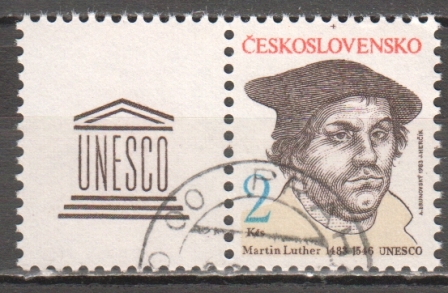 UNESCO
ČESKOSLOVENSKO
2
Kčs
Martin Luther 1483-1546 UNESCO